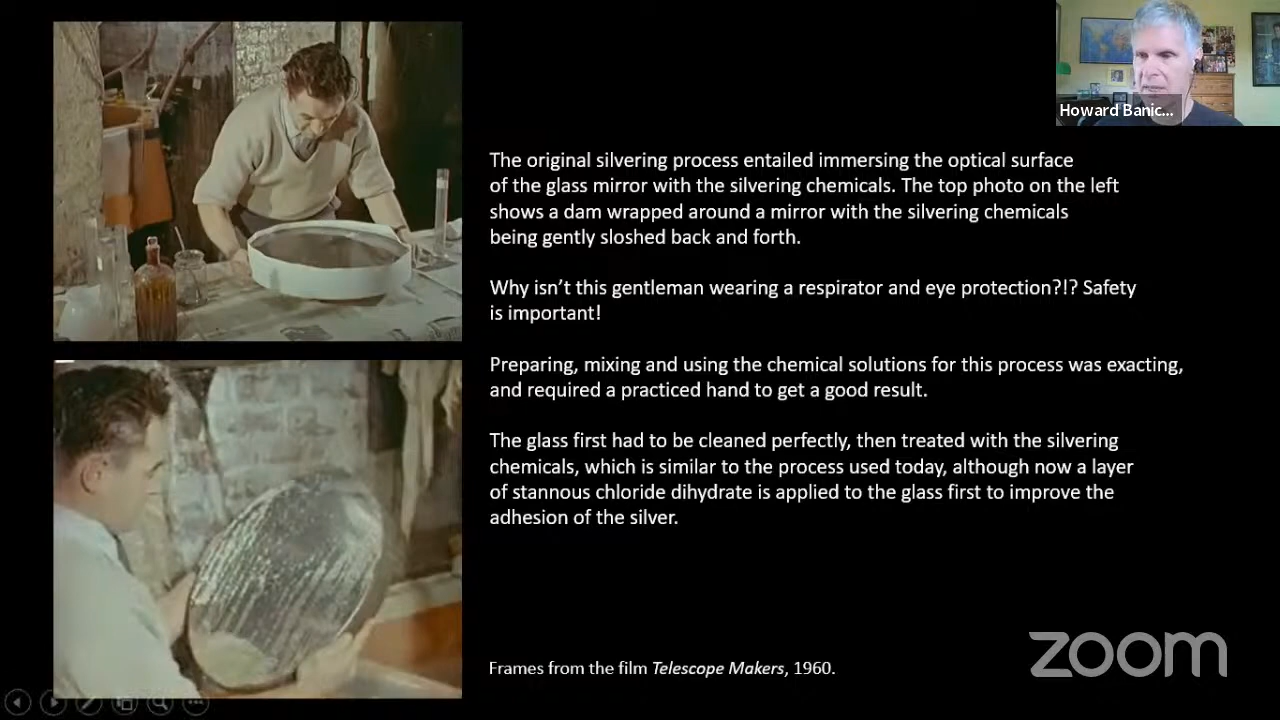 Howard Banic...
The original silvering process entailed immersing the optical surface
of the glass mirror with the silvering chemicals. The top photo on the left
shows a dam wrapped around a mirror with the silvering chemicals
being gently sloshed back and forth.
Why isn't this gentleman wearing a respirator and eye protection?!? Safety
is important!
Preparing, mixing and using the chemical solutions for this process was exacting,
and required a practiced hand to get a good result.
The glass first had to be cleaned perfectly, then treated with the silvering
chemicals, which is similar to the process used today, although now a layer
of stannous chloride dihydrate is applied to the glass first to improve the
adhesion of the silver.
Frames from the film Telescope Makers, 1960.
zoom